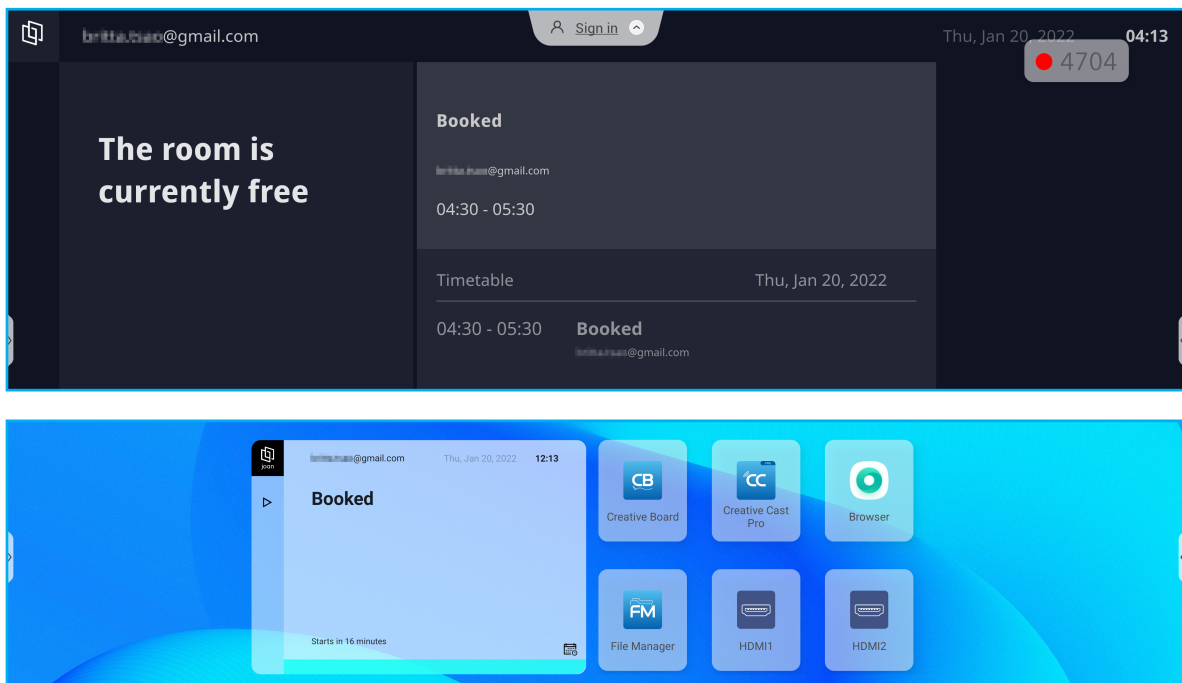 @gmail.com
Sign in
Thu, Jan 20, 2022
04:13
4704
The room is
currently free
Booked
@gmail.com
04:30 - 05:30
Timetable
Thu, Jan 20, 2022
04:30 - 05:30
Booked
@gmail.com
joan
@gmail.com
Thu, Jan 20, 2022
12:13
Booked
Starts in 16 minutes
CB
Creative Board
CC
Creative Cast
Pro
Browser
FM
File Manager
HDMI1
HDMI2